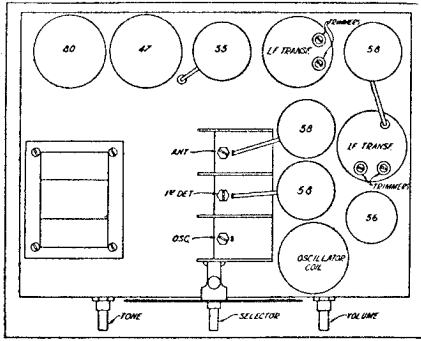 80
47
55
I.F. TRANSF.
TRIMMERS
58
58
ANT
I.F. TRANSF.
TRIMMERS
58
1st DET
56
OSC.
OSCILLATOR
COIL
TONE
SELECTOR
VOLUME